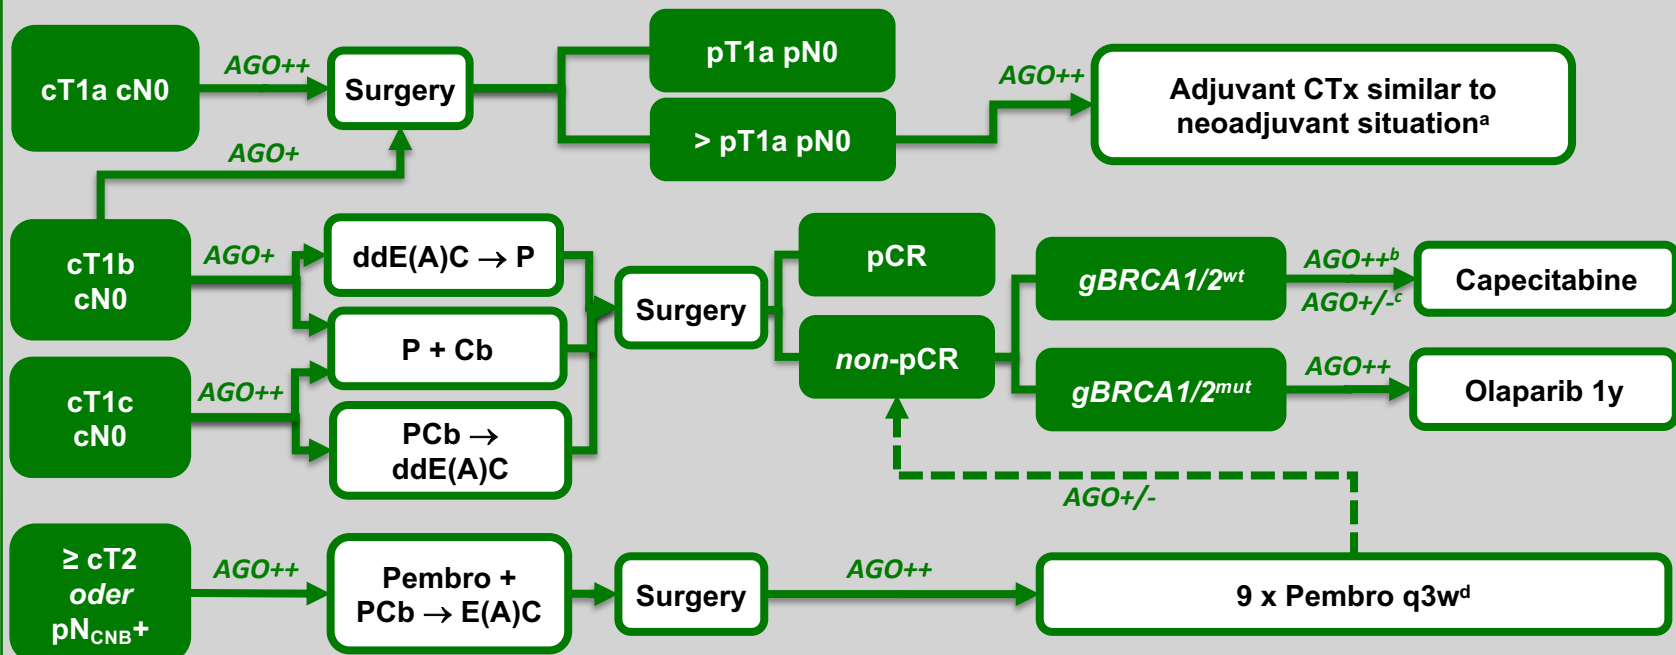 cT1a cN0
AGO++
Surgery
pT1a pN0
> pT1a pN0
AGO++
Adjuvant CTx similar to
neoadjuvant situationᵃ
AGO+
cT1b
cN0
AGO+
ddE(A)C → P
P + Cb
cT1c
cN0
AGO++
PCb →
ddE(A)C
Surgery
pCR
non-pCR
gBRCA1/2ʷᵗ
AGO++ᵇ
AGO+/-ᶜ
Capecitabine
gBRCA1/2ᵐᵘᵗ
AGO++
Olaparib 1y
AGO+/-
≥ cT2
oder
pN_CNB+
AGO++
Pembro +
PCb → E(A)C
Surgery
AGO++
9 x Pembro q3wᵈ